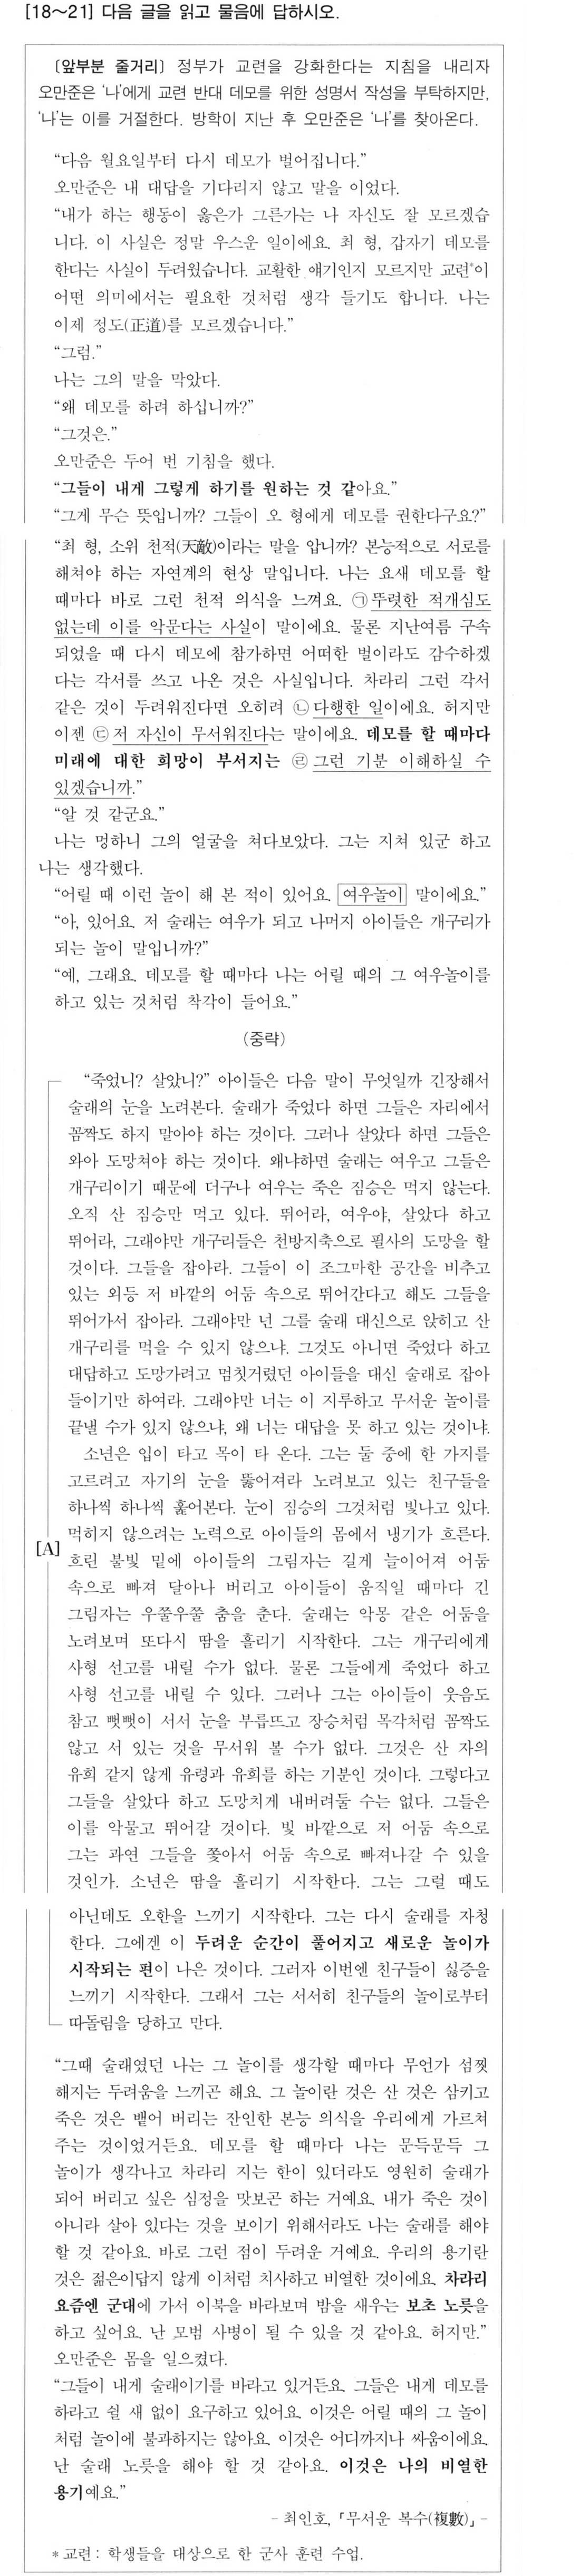 [18～21] 다음 글을 읽고 물음에 답하시오.
〔앞부분 줄거리〕 정부가 교련을 강화한다는 지침을 내리자
오만준은 ‘나’에게 교련 반대 데모를 위한 성명서 작성을 부탁하지만,
‘나’는 이를 거절한다. 방학이 지난 후 오만준은 ‘나’를 찾아온다.
“다음 월요일부터 다시 데모가 벌어집니다.”
오만준은 내 대답을 기다리지 않고 말을 이었다.
“내가 하는 행동이 옳은가 그른가는 나 자신도 잘 모르겠습
니다. 이 사실은 정말 우스운 일이에요. 최 형, 갑자기 데모를
한다는 사실이 두려웠습니다. 교활한 얘기인지 모르지만 교련*이
어떤 의미에서는 필요한 것처럼 생각 들기도 합니다. 나는
이제 정도(正道)를 모르겠습니다.”
“그럼.”
나는 그의 말을 막았다.
“왜 데모를 하려 하십니까?”
“그것은.”
오만준은 두어 번 기침을 했다.
“그들이 내게 그렇게 하기를 원하는 것 같아요.”
“그게 무슨 뜻입니까? 그들이 오 형에게 데모를 권한다구요?”
“최 형, 소위 천적(天敵)이라는 말을 압니까? 본능적으로 서로를
해쳐야 하는 자연계의 현상 말입니다. 나는 요새 데모를 할
때마다 바로 그런 천적 의식을 느껴요. ㉠ 뚜렷한 적개심도
없는데 이를 악문다는 사실이 말이에요. 물론 지난여름 구속
되었을 때 다시 데모에 참가하면 어떠한 벌이라도 감수하겠
다는 각서를 쓰고 나온 것은 사실입니다. 차라리 그런 각서
같은 것이 두려워진다면 오히려 ㉡ 다행한 일이에요. 허지만
이젠 ㉢ 저 자신이 무서워진다는 말이에요. 데모를 할 때마다
미래에 대한 희망이 부서지는 ㉣ 그런 기분 이해하실 수
있겠습니까.”
“알 것 같군요.”
나는 멍하니 그의 얼굴을 쳐다보았다. 그는 지쳐 있군 하고
나는 생각했다.
“어릴 때 이런 놀이 해 본 적이 있어요. 여우놀이 말이에요.”
“아, 있어요. 저 술래는 여우가 되고 나머지 아이들은 개구리가
되는 놀이 말입니까?”
“예, 그래요. 데모를 할 때마다 나는 어릴 때의 그 여우놀이를
하고 있는 것처럼 착각이 들어요.”
(중략)
“죽었니? 살았니?” 아이들은 다음 말이 무엇일까 긴장해서
술래의 눈을 노려본다. 술래가 죽었다 하면 그들은 자리에서
꼼짝도 하지 말아야 하는 것이다. 그러나 살았다 하면 그들은
와아 도망쳐야 하는 것이다. 왜냐하면 술래는 여우고 그들은
개구리이기 때문에 더구나 여우는 죽은 짐승은 먹지 않는다.
오직 산 짐승만 먹고 있다. 뛰어라, 여우야, 살았다 하고
뛰어라, 그래야만 개구리들은 천방지축으로 필사의 도망을 할
것이다. 그들을 잡아라. 그들이 이 조그마한 공간을 비추고
있는 외등 저 바깥의 어둠 속으로 뛰어간다고 해도 그들을
뛰어가서 잡아라. 그래야만 넌 그를 술래 대신으로 앉히고 산
개구리를 먹을 수 있지 않으냐. 그것도 아니면 죽었다 하고
대답하고 도망가려고 멈칫거렸던 아이들을 대신 술래로 잡아
들이기만 하여라. 그래야만 너는 이 지루하고 무서운 놀이를
끝낼 수가 있지 않으냐, 왜 너는 대답을 못 하고 있는 것이냐.
소년은 입이 타고 목이 타 온다. 그는 둘 중에 한 가지를
고르려고 자기의 눈을 뚫어져라 노려보고 있는 친구들을
하나씩 하나씩 훑어본다. 눈이 짐승의 그것처럼 빛나고 있다.
먹히지 않으려는 노력으로 아이들의 몸에서 냉기가 흐른다.
[A]
흐린 불빛 밑에 아이들의 그림자는 길게 늘어져 어둠
속으로 빠져 달아나 버리고 아이들이 움직일 때마다 긴
그림자는 우쭐우쭐 춤을 춘다. 술래는 악몽 같은 어둠을
노려보며 또다시 땀을 흘리기 시작한다. 그는 개구리에게
사형 선고를 내릴 수가 없다. 물론 그들에게 죽었다 하고
사형 선고를 내릴 수 있다. 그러나 그는 아이들이 웃음도
참고 뻣뻣이 서서 눈을 부릅뜨고 장승처럼 목각처럼 꼼짝도
않고 서 있는 것을 무서워 볼 수가 없다. 그것은 산 자의
유희 같지 않게 유령과 유희를 하는 기분인 것이다. 그렇다고
그들을 살았다 하고 도망치게 내버려둘 수는 없다. 그들은
이를 악물고 뛰어갈 것이다. 빛 바깥으로 저 어둠 속으로
그는 과연 그들을 쫓아서 어둠 속으로 빠져나갈 수 있을
것인가. 소년은 땀을 흘리기 시작한다. 그는 그럴 때도
아닌데도 오한을 느끼기 시작한다. 그는 다시 술래를 자청
한다. 그에겐 이 두려운 순간이 풀어지고 새로운 놀이가
시작되는 편이 나은 것이다. 그러자 이번엔 친구들이 싫증을
느끼기 시작한다. 그래서 그는 서서히 친구들의 놀이로부터
따돌림을 당하고 만다.
“그때 술래였던 나는 그 놀이를 생각할 때마다 무언가 섬찟
해지는 두려움을 느끼곤 해요. 그 놀이란 것은 산 것은 삼키고
죽은 것은 뱉어 버리는 잔인한 본능 의식을 우리에게 가르쳐
주는 것이었거든요. 데모를 할 때마다 나는 문득문득 그
놀이가 생각나고 차라리 지는 한이 있더라도 영원히 술래가
되어 버리고 싶은 심정을 맛보곤 하는 거예요. 내가 죽은 것이
아니라 살아 있다는 것을 보이기 위해서라도 나는 술래를 해야
할 것 같아요. 바로 그런 점이 두려운 거예요. 우리의 용기란
것은 젊은이답지 않게 이처럼 치사하고 비열한 것이에요. 차라리
요즘엔 군대에 가서 이북을 바라보며 밤을 새우는 보초 노릇을
하고 싶어요. 난 모범 사병이 될 수 있을 것 같아요. 허지만.”
오만준은 몸을 일으켰다.
“그들이 내게 술래이기를 바라고 있거든요. 그들은 내게 데모를
하라고 쉴 새 없이 요구하고 있어요. 이것은 어릴 때의 그 놀이
처럼 놀이에 불과하지는 않아요. 이것은 어디까지나 싸움이에요.
난 술래 노릇을 해야 할 것 같아요. 이것은 나의 비열한
용기예요.”
- 최인호, 「무서운 복수(複數)」 -
* 교련 : 학생들을 대상으로 한 군사 훈련 수업.